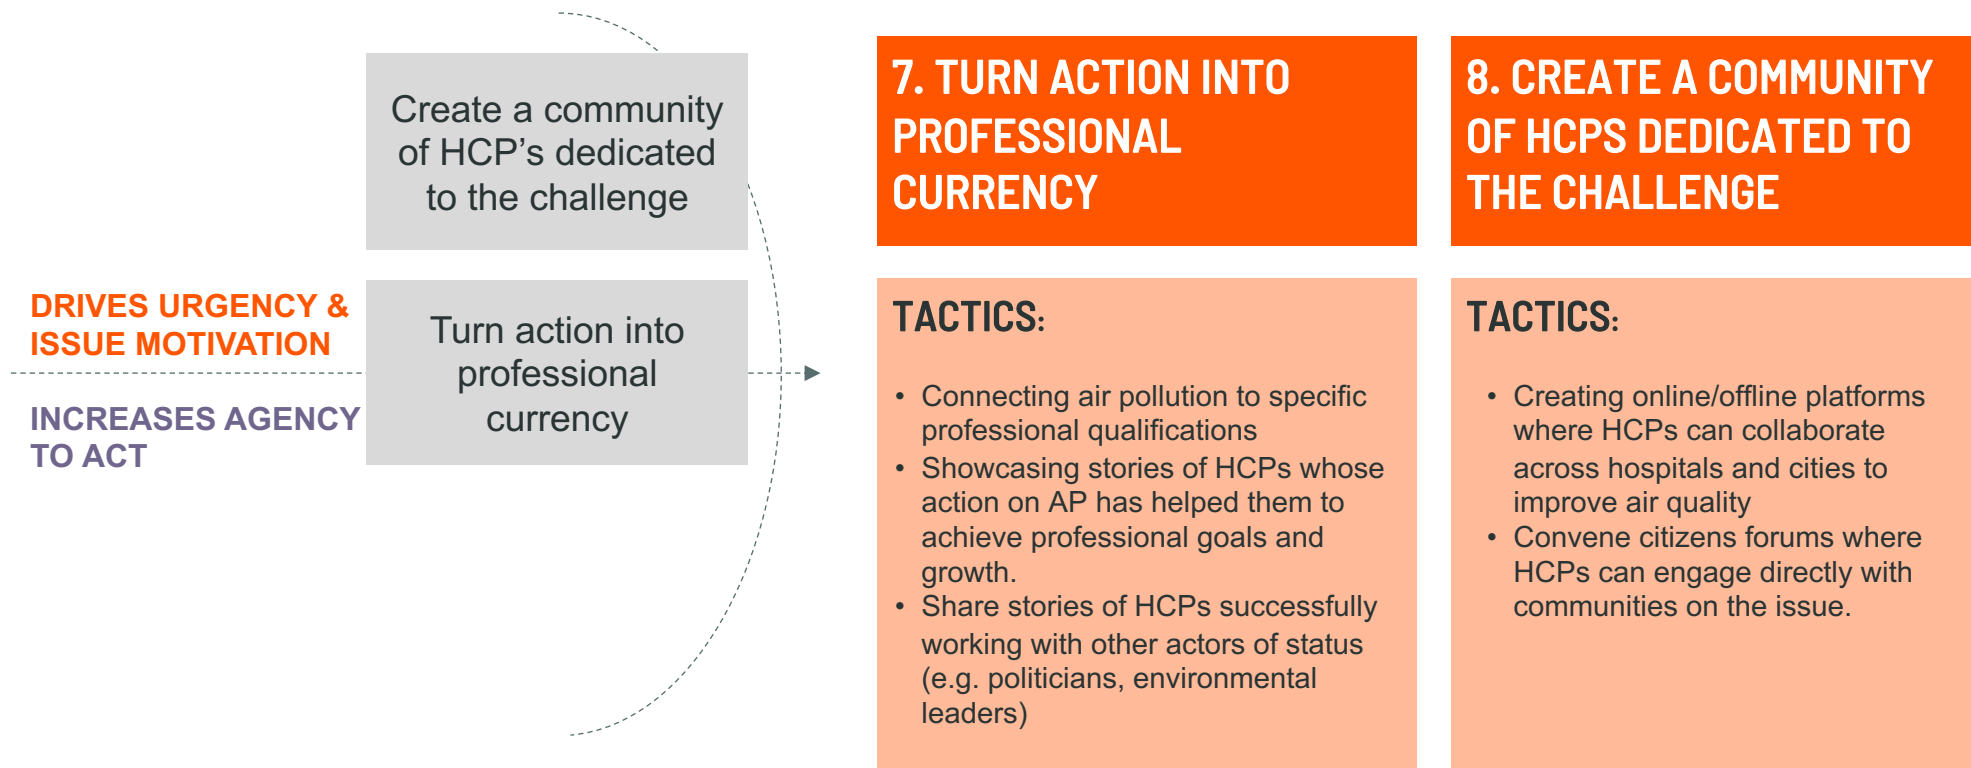 Create a community
of HCP’s dedicated
to the challenge
DRIVES URGENCY &
ISSUE MOTIVATION
INCREASES AGENCY
TO ACT
Turn action into
professional
currency
7. TURN ACTION INTO
PROFESSIONAL
CURRENCY
TACTICS:
• Connecting air pollution to specific
professional qualifications
• Showcasing stories of HCPs whose
action on AP has helped them to
achieve professional goals and
growth.
• Share stories of HCPs successfully
working with other actors of status
(e.g. politicians, environmental
leaders)
8. CREATE A COMMUNITY
OF HCPS DEDICATED TO
THE CHALLENGE
TACTICS:
• Creating online/offline platforms
where HCPs can collaborate
across hospitals and cities to
improve air quality
• Convene citizens forums where
HCPs can engage directly with
communities on the issue.